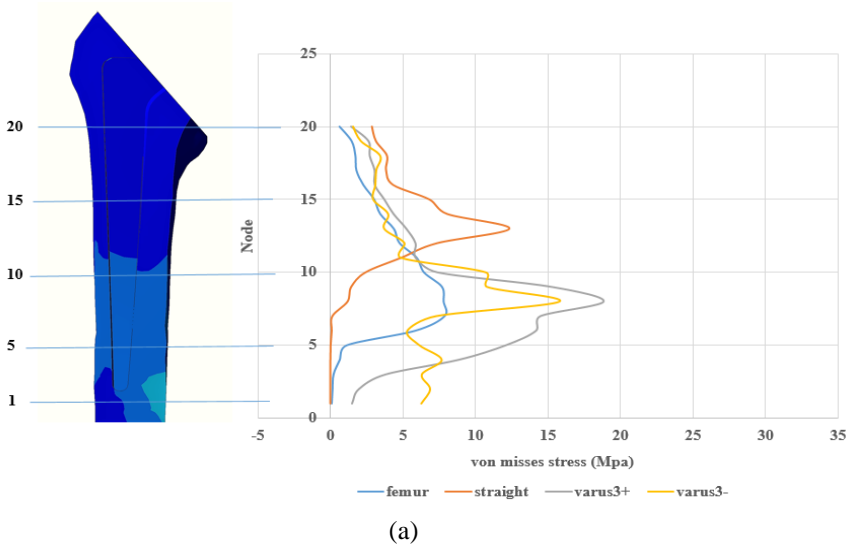 20
15
10
5
1
25
20
15
10
5
0
Node
-5 0 5 10 15 20 25 30 35
von misses stress (Mpa)
femur straight varus3+ varus3-
(a)